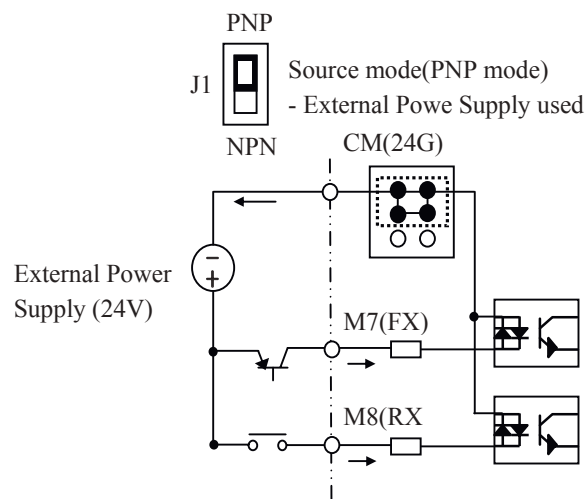 PNP
J1
Source mode(PNP mode)
- External Powe Supply used
NPN
CM(24G)
External Power
Supply (24V)
M7(FX)
M8(RX